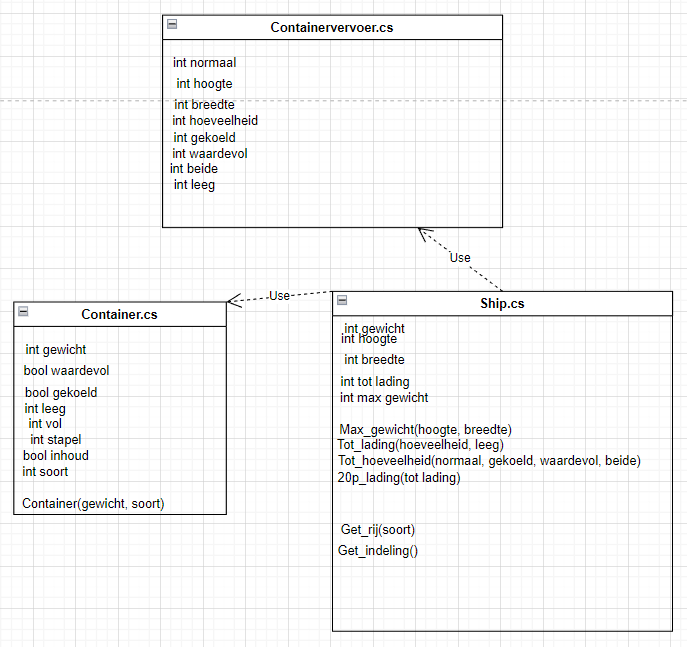 Containervervoer.cs
int normaal
int hoogte
int breedte
int hoeveelheid
int gekoeld
int waardevol
int beide
int leeg
Use
Use
Container.cs
int gewicht
bool waardevol
bool gekoeld
int leeg
int vol
int stapel
bool inhoud
int soort
Container(gewicht, soort)
Ship.cs
int gewicht
int hoogte
int breedte
int tot lading
int max gewicht
Max_gewicht(hoogte, breedte)
Tot_lading(hoeveelheid, leeg)
Tot_hoeveelheid(normaal, gekoeld, waardevol, beide)
20p_lading(tot lading)
Get_rij(soort)
Get_indeling()